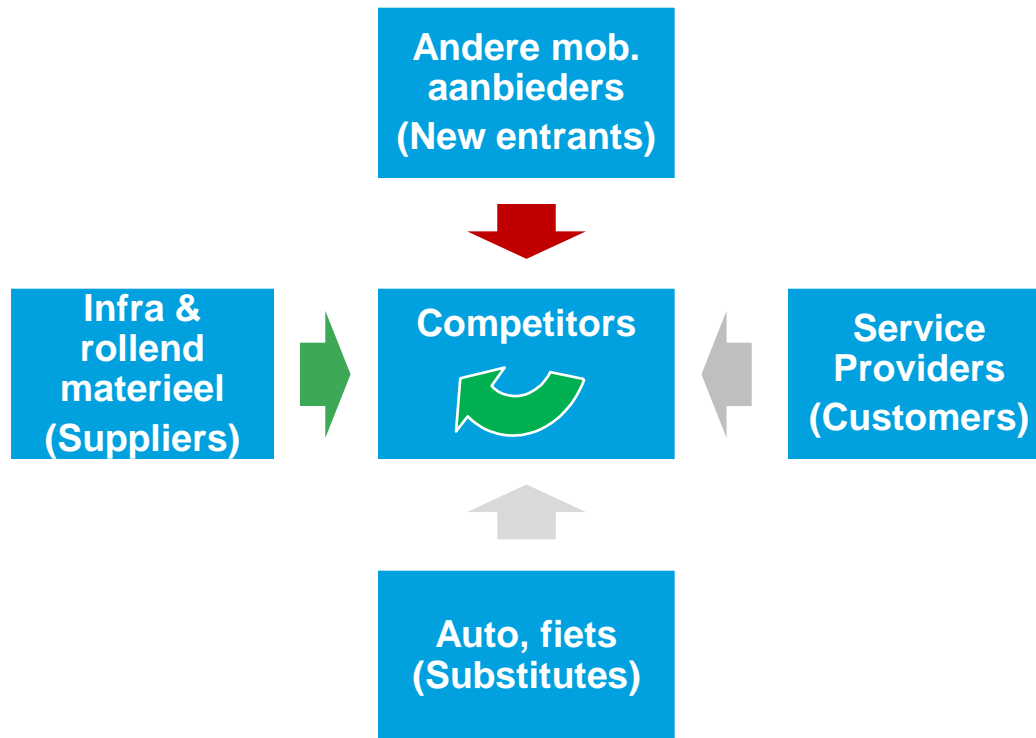 Andere mob.
aanbieders
(New entrants)
Infra &
rollend
materieel
(Suppliers)
Competitors
Service
Providers
(Customers)
Auto, fiets
(Substitutes)